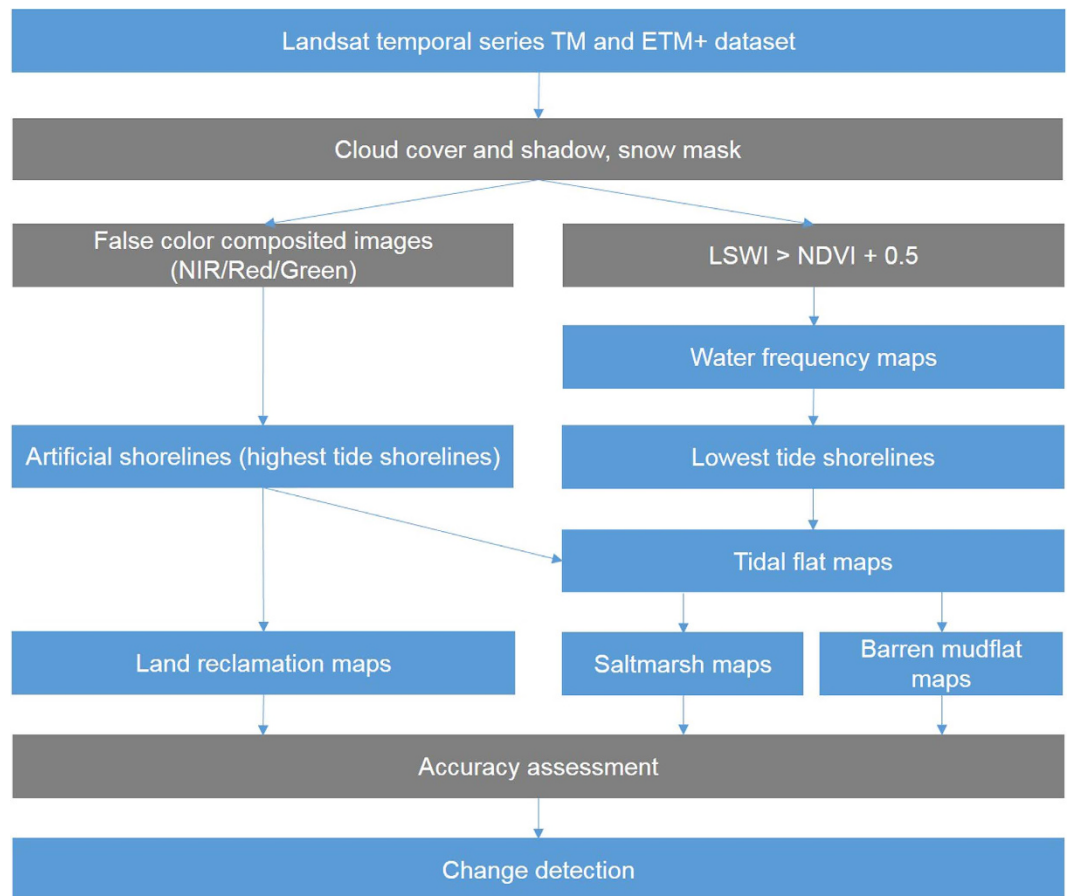 Landsat temporal series TM and ETM+ dataset
Cloud cover and shadow, snow mask
False color composited images
(NIR/Red/Green)
LSWI > NDVI + 0.5
Water frequency maps
Artificial shorelines (highest tide shorelines)
Lowest tide shorelines
Tidal flat maps
Land reclamation maps
Saltmarsh maps
Barren mudflat
maps
Accuracy assessment
Change detection